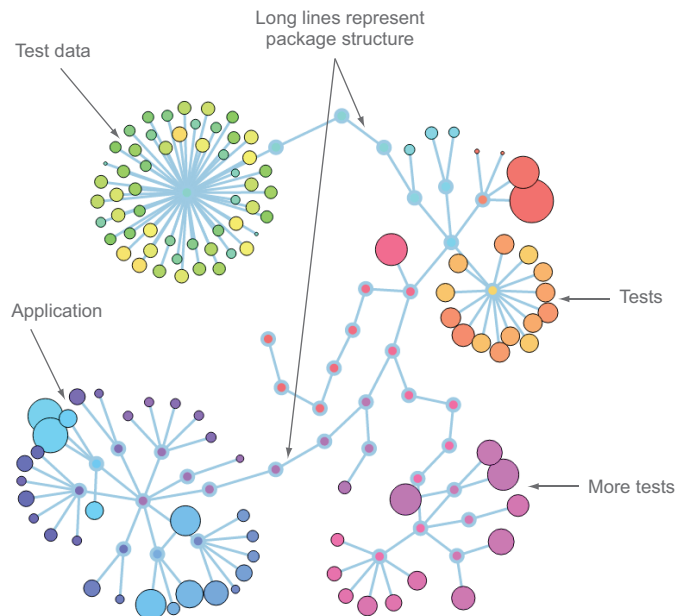 Long lines represent
package structure
Test data
Tests
Application
More tests